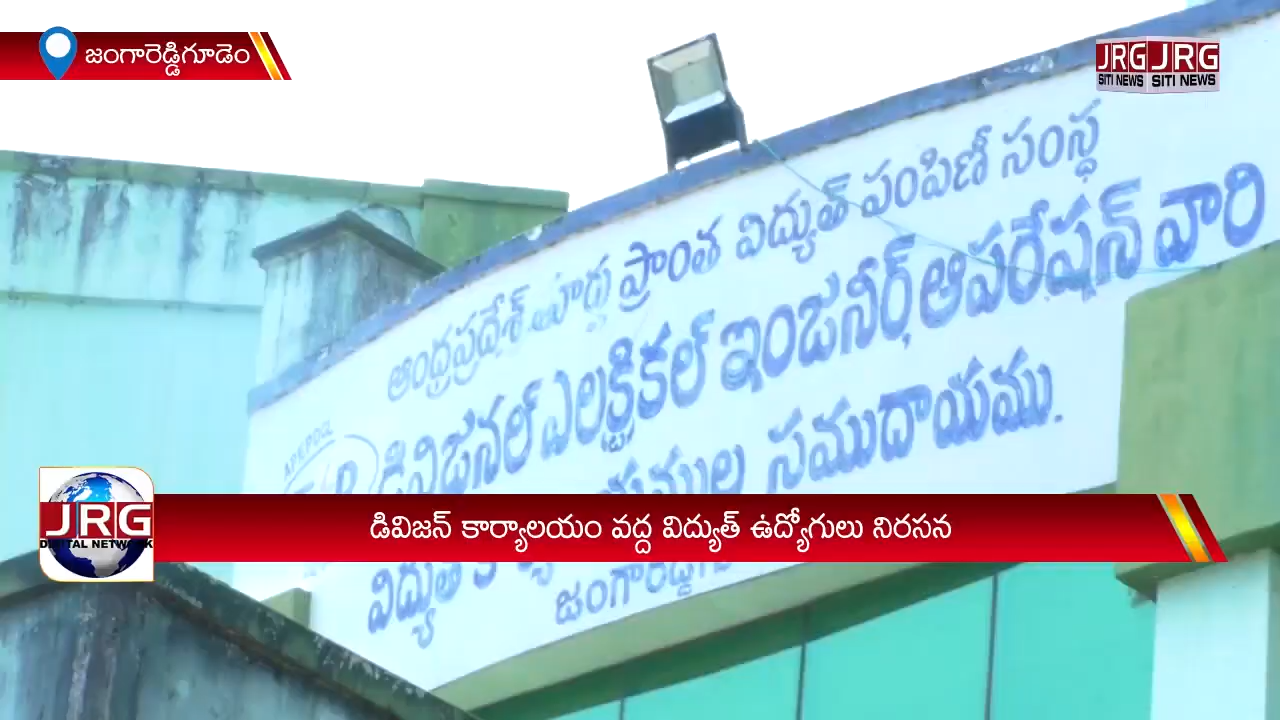 జంగారెడ్డిగూడెం
JRG JRG
SITI NEWS SITI NEWS
ఆంధ్రప్రదేశ్ తూర్పు ప్రాంత విద్యుత్ పంపిణీ సంస్థ
డివిజనల్ ఎలక్ట్రికల్ ఇంజనీర్, ఆపరేషన్ వారి
A.P.E.P.D.C.L
సముదాయము.
JRG
DIGITAL NETWORK
డివిజన్ కార్యాలయం వద్ద విద్యుత్ ఉద్యోగులు నిరసన
విద్యుత్